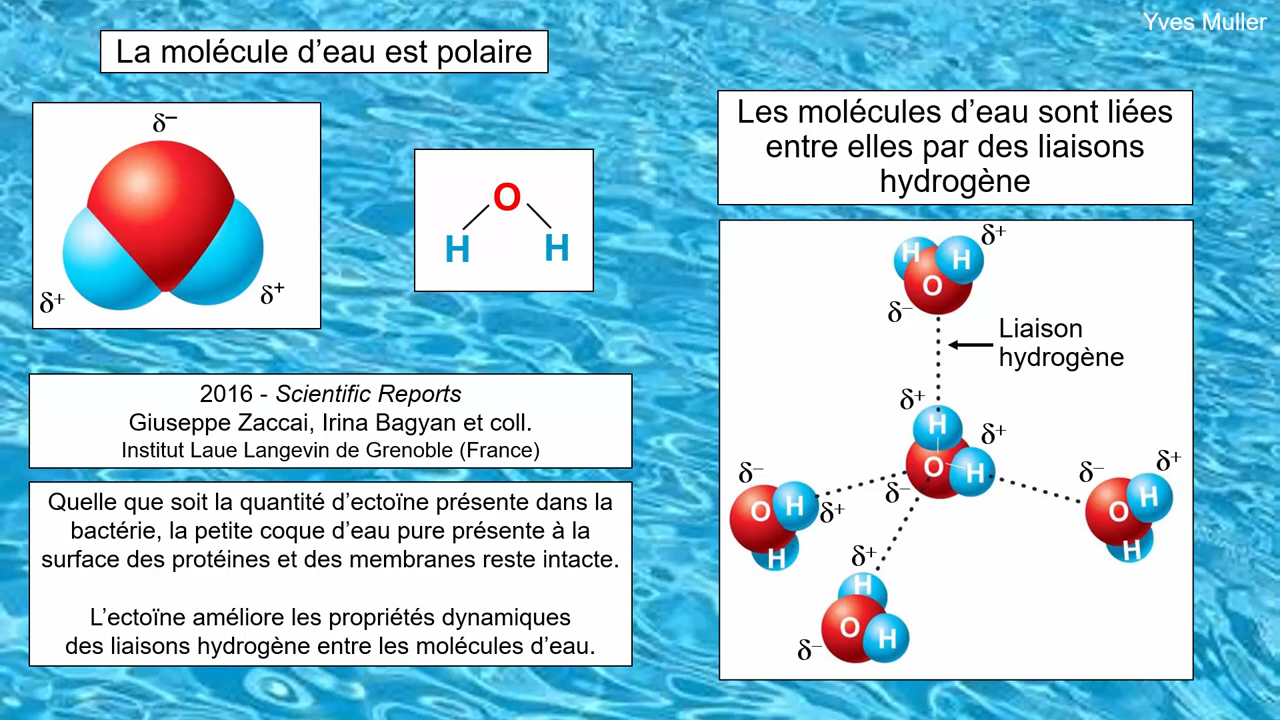 Yves Muller
La molécule d’eau est polaire
δ−
δ+
δ+
O
H
H
2016 - Scientific Reports
Giuseppe Zaccai, Irina Bagyan et coll.
Institut Laue Langevin de Grenoble (France)
Quelle que soit la quantité d’ectoïne présente dans la
bactérie, la petite coque d’eau pure présente à la
surface des protéines et des membranes reste intacte.
L’ectoïne améliore les propriétés dynamiques
des liaisons hydrogène entre les molécules d’eau.
Les molécules d’eau sont liées
entre elles par des liaisons
hydrogène
δ+
H
H
O
δ−
Liaison
hydrogène
δ+
H
δ+
O
H
δ−
δ−
O
H
δ+
H
δ−
δ+
H
O
H
δ+
H
O
H
δ−